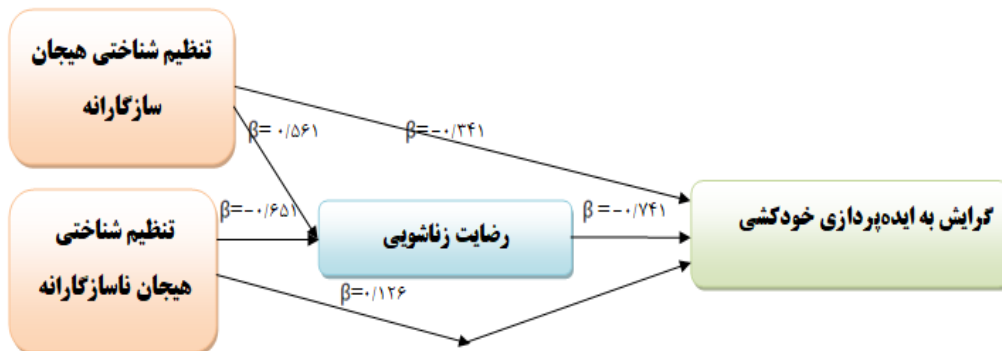 تنظیم شناختی هیجان
سازگارانه
β= ۰/۵۶۱
β=-۰/۳۴۱
تنظیم شناختی
هیجان ناسازگارانه
β=-۰/۶۵۱
رضایت زناشویی
β =-۰/۷۴۱
گرایش به ایده‌پردازی خودکشی
β=۰/۱۲۶